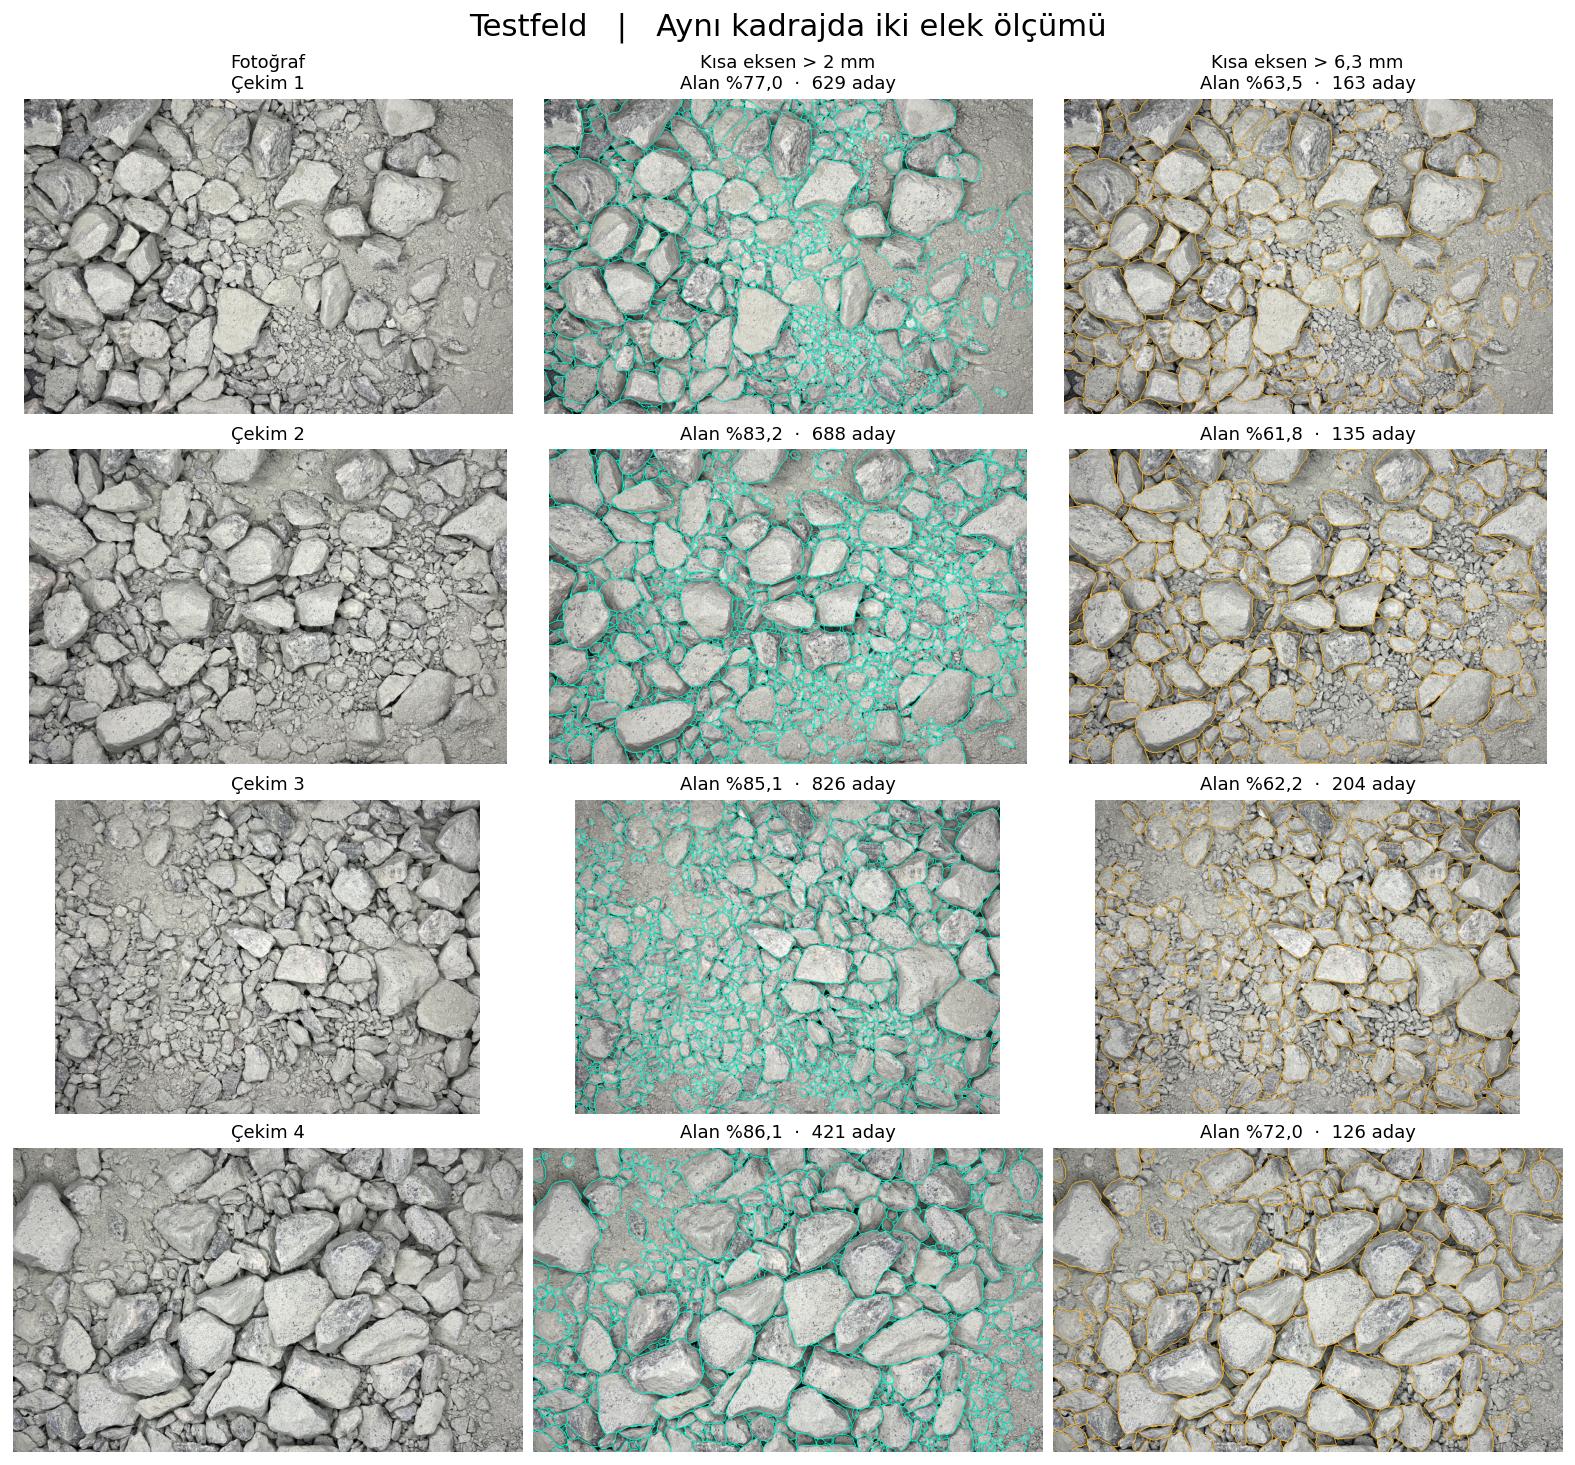 Testfeld | Aynı kadrajda iki elek ölçümü
Fotoğraf
Çekim 1
Kısa eksen > 2 mm
Alan %77,0 · 629 aday
Kısa eksen > 6,3 mm
Alan %63,5 · 163 aday
Çekim 2
Alan %83,2 · 688 aday
Alan %61,8 · 135 aday
Çekim 3
Alan %85,1 · 826 aday
Alan %62,2 · 204 aday
Çekim 4
Alan %86,1 · 421 aday
Alan %72,0 · 126 aday